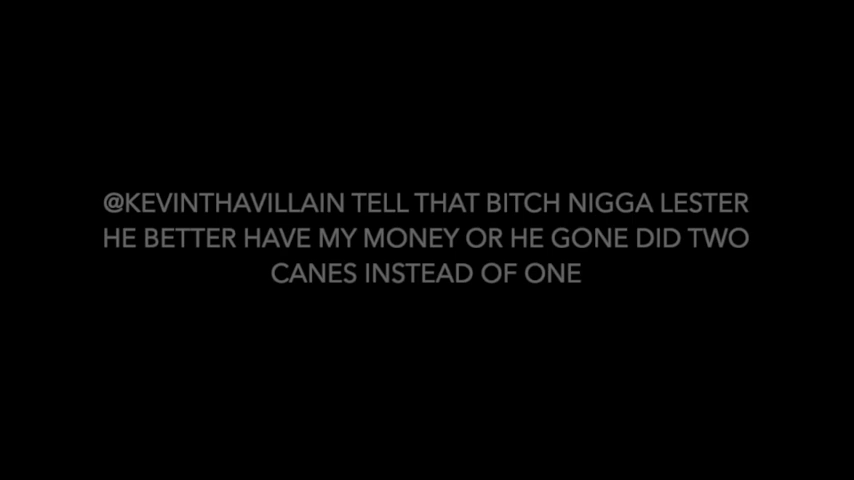 @KEVINTHAVILLAIN TELL THAT BITCH NIGGA LESTER
HE BETTER HAVE MY MONEY OR HE GONE DID TWO
CANES INSTEAD OF ONE